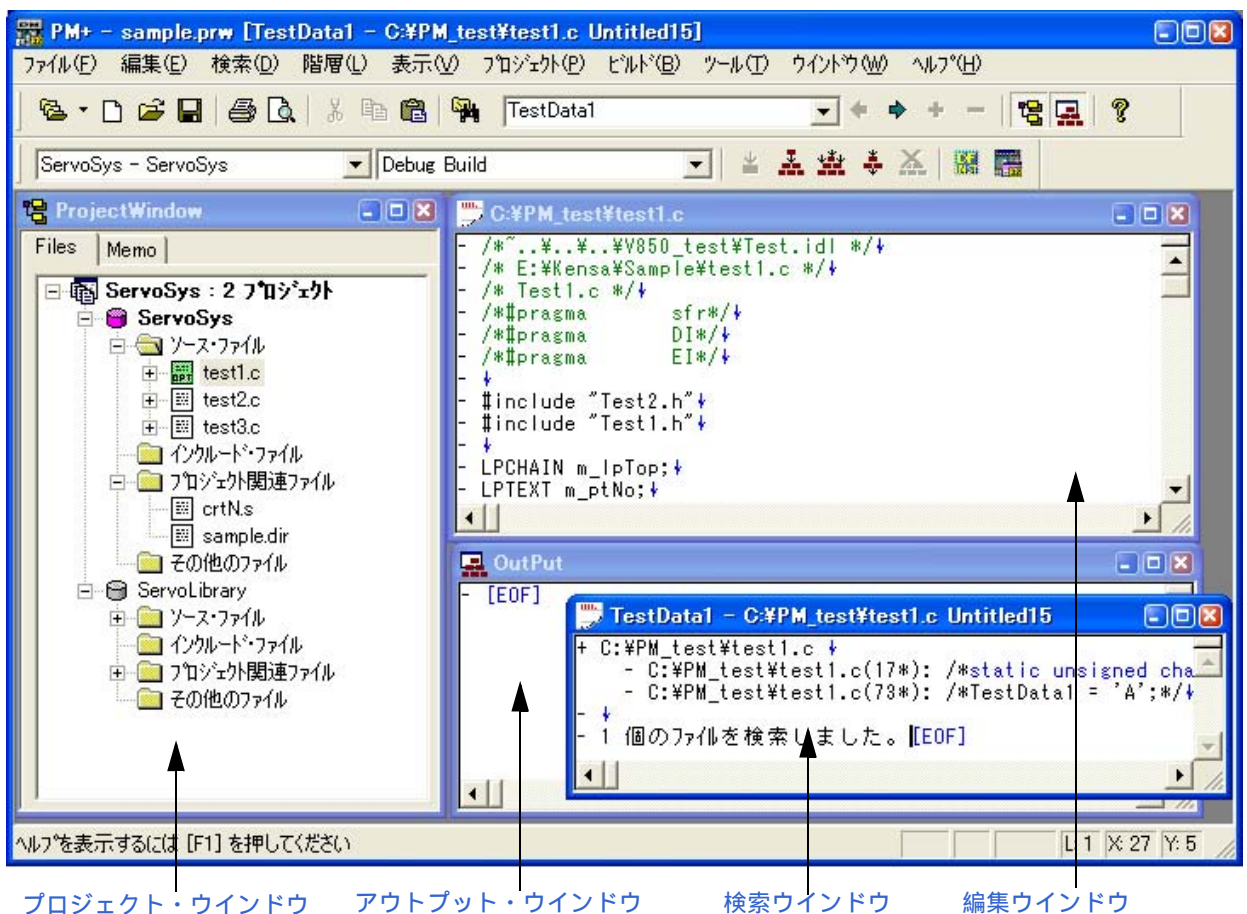 PM+ - sample.prw [TestData1 - C:¥PM_test¥test1.c Untitled15]
ファイル(F) 編集(E) 検索(D) 階層(L) 表示(V) プロジェクト(P) ビルド(B) ツール(T) ウインドウ(W) ヘルプ(H)
TestData1
ServoSys - ServoSys
Debug Build
ProjectWindow
Files
Memo
ServoSys : 2 プロジェクト
ServoSys
ソース・ファイル
test1.c
test2.c
test3.c
インクルード・ファイル
プロジェクト関連ファイル
crtN.s
sample.dir
その他のファイル
ServoLibrary
ソース・ファイル
インクルード・ファイル
プロジェクト関連ファイル
その他のファイル
C:¥PM_test¥test1.c
- /*~..¥..¥..¥V850_test¥Test.idl */↓
- /* E:¥Kensa¥Sample¥test1.c */↓
- /* Test1.c */↓
- /*#pragma sfr*/↓
- /*#pragma DI*/↓
- /*#pragma EI*/↓
- ↓
- #include "Test2.h"↓
- #include "Test1.h"↓
- ↓
- LPCHAIN m_lpTop;↓
- LPTEXT m_ptNo;↓
OutPut
- [EOF]
TestData1 - C:¥PM_test¥test1.c Untitled15
+ C:¥PM_test¥test1.c ↓
- C:¥PM_test¥test1.c(17*): /*static unsigned cha
- C:¥PM_test¥test1.c(73*): /*TestData1 = 'A';*/↓
- ↓
- 1 個のファイルを検索しました。[EOF]
ヘルプを表示するには [F1] を押してください
L: 1 X: 27 Y: 5
プロジェクト・ウインドウ アウトプット・ウインドウ 検索ウインドウ 編集ウインドウ